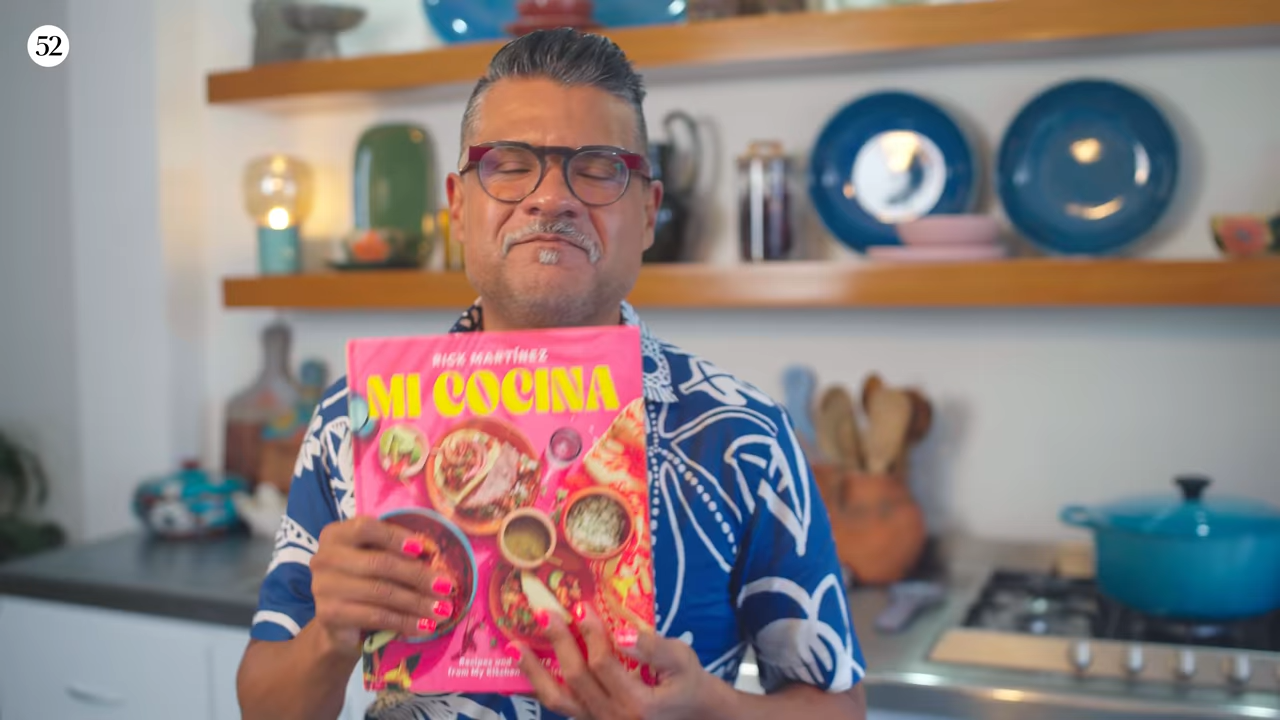 52
RICK MARTÍNEZ
MI COCINA
Recipes and
from My Kitchen